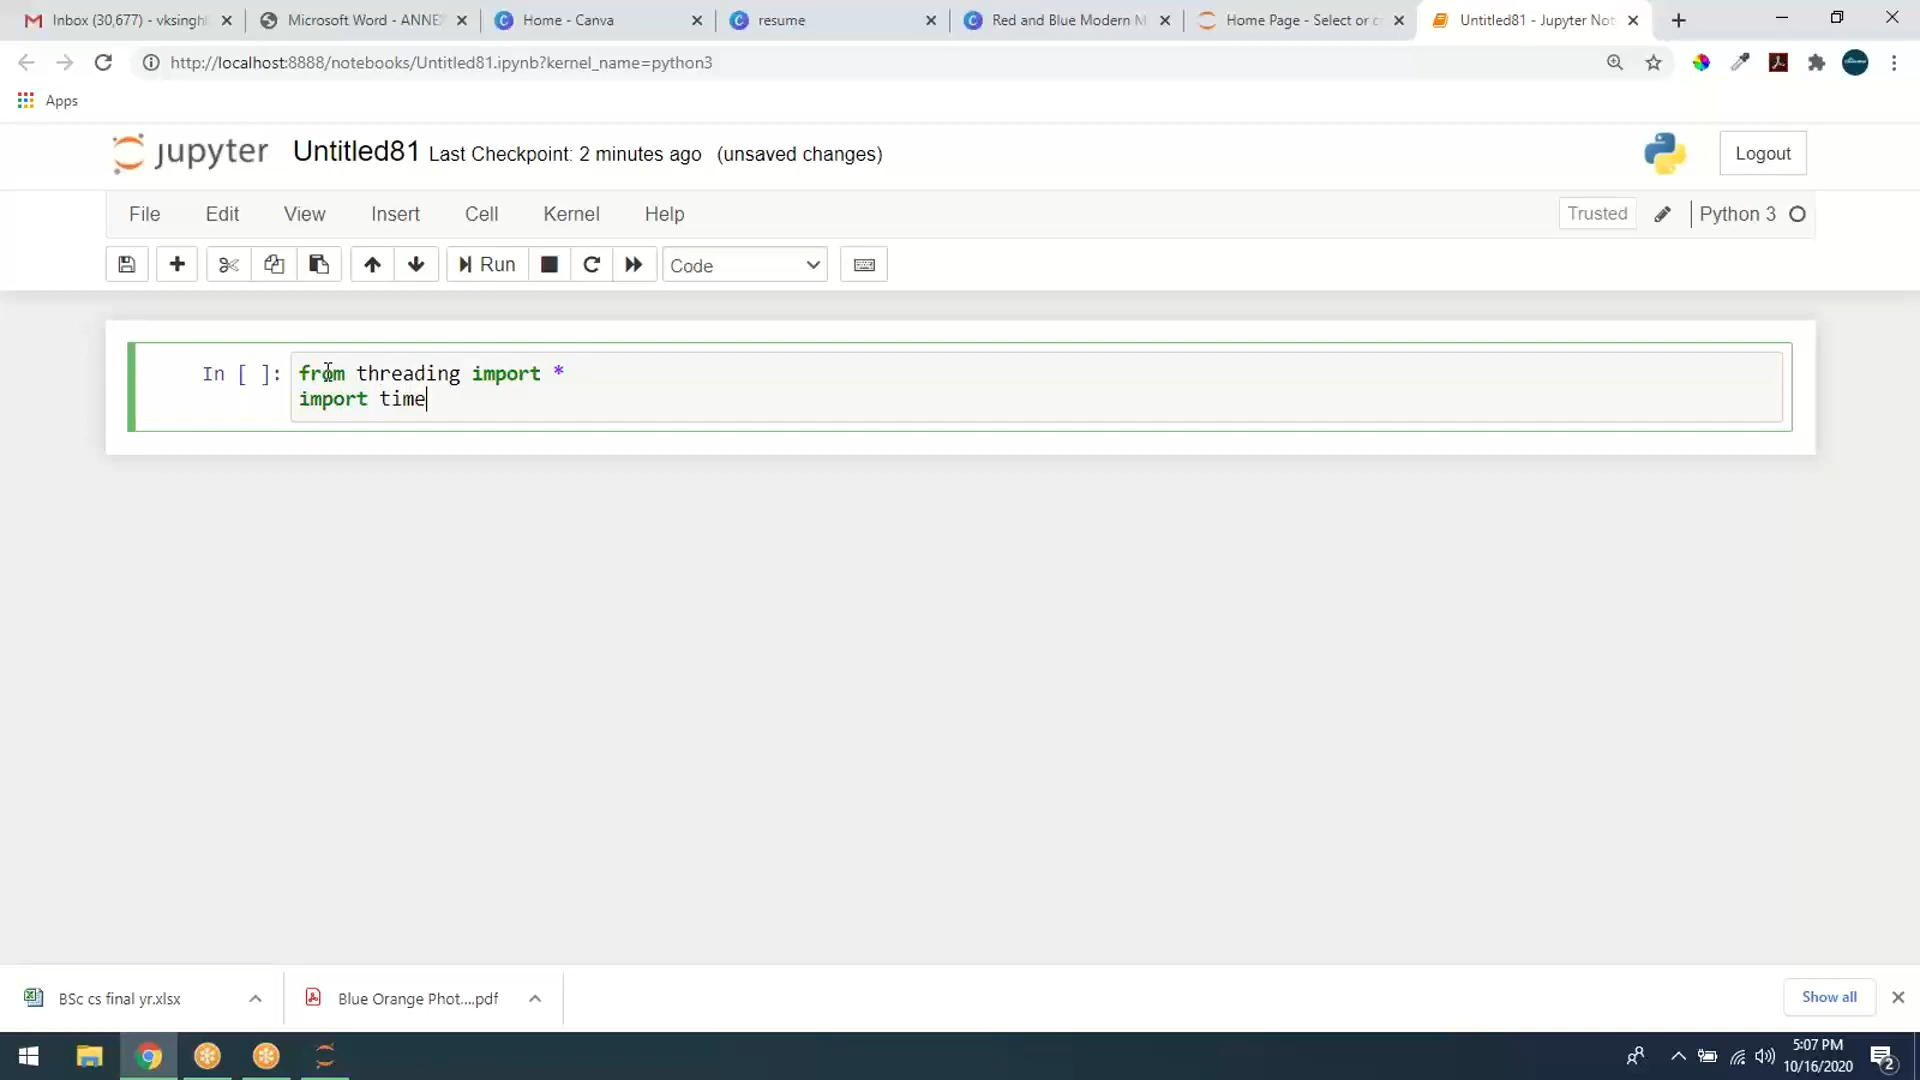 Inbox (30,677) - vksingh
Microsoft Word - ANNE
Home - Canva
resume
Red and Blue Modern M
Home Page - Select or c
Untitled81 - Jupyter Not
http://localhost:8888/notebooks/Untitled81.ipynb?kernel_name=python3
Apps
jupyter Untitled81 Last Checkpoint: 2 minutes ago (unsaved changes)
Logout
File Edit View Insert Cell Kernel Help
Trusted
Python 3
Run
Code
In [ ]: from threading import *
import time
BSc cs final yr.xlsx
Blue Orange Phot....pdf
Show all
5:07 PM
10/16/2020
2